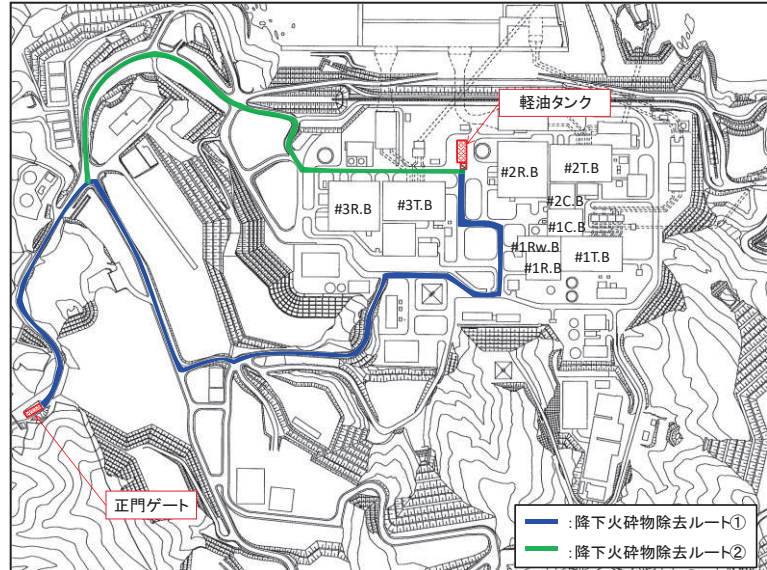 軽油タンク
#2R.B
#2T.B
#2C.B
#3R.B
#3T.B
#1C.B
#1Rw.B
#1R.B
#1T.B
正門ゲート
:降下火砕物除去ルート①
:降下火砕物除去ルート②